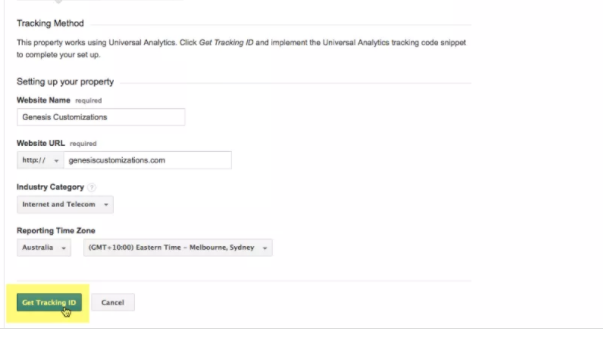 Tracking Method
This property works using Universal Analytics. Click Get Tracking ID and implement the Universal Analytics tracking code snippet
to complete your set up.
Setting up your property
Website Name required
Genesis Customizations
Website URL required
http:// genesiscustomizations.com
Industry Category ?
Internet and Telecom
Reporting Time Zone
Australia (GMT+10:00) Eastern Time - Melbourne, Sydney
Get Tracking ID Cancel